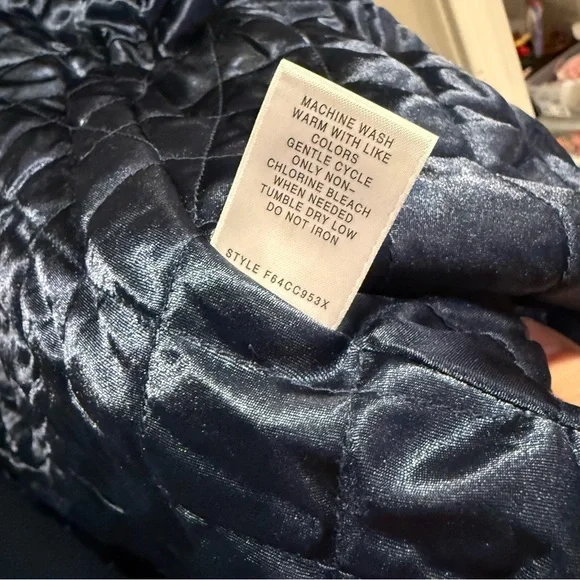 MACHINE WASH
WARM WITH LIKE
COLORS
GENTLE CYCLE
ONLY NON-
CHLORINE BLEACH
WHEN NEEDED
TUMBLE DRY LOW
DO NOT IRON
STYLE F64CC953X